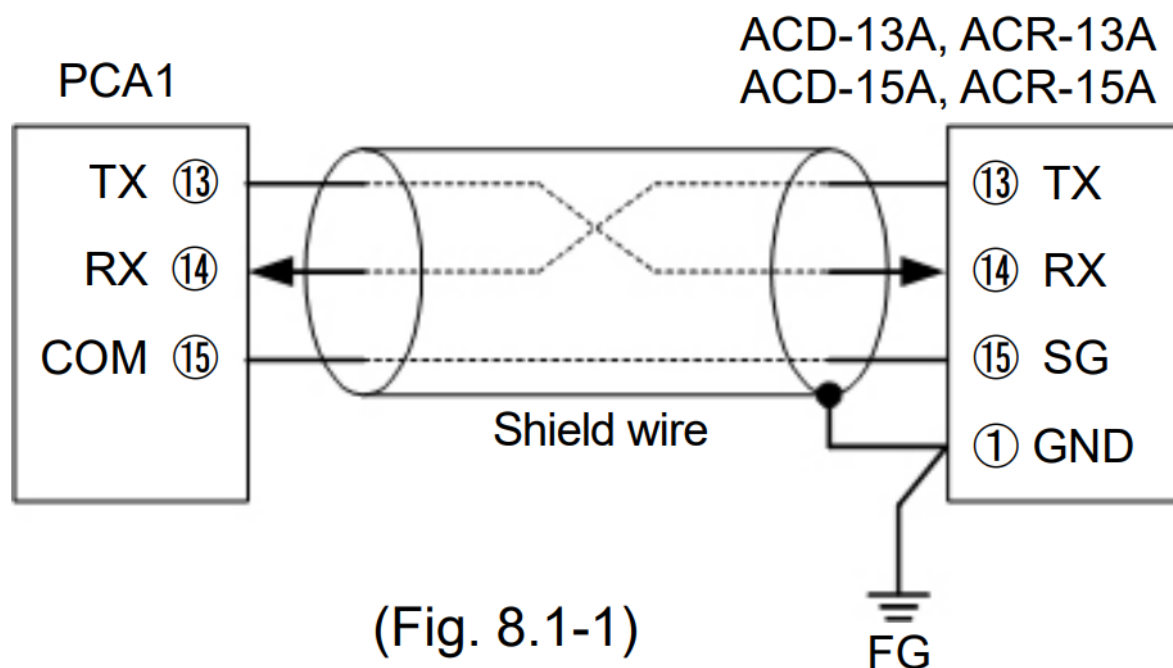 ACD-13A, ACR-13A
PCA1
ACD-15A, ACR-15A
TX ⑬
⑬ TX
RX ⑭
⑭ RX
COM ⑮
⑮ SG
Shield wire
① GND
(Fig. 8.1-1)
FG